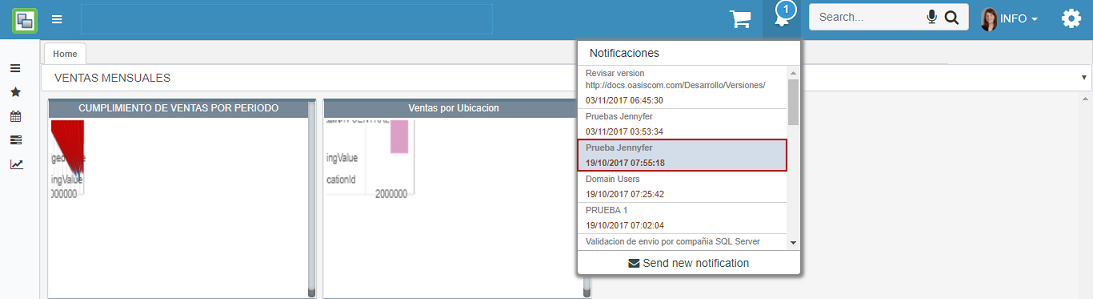 1
Search...
INFO
Home
Notificaciones
VENTAS MENSUALES
Revisar version
http://docs.oasiscom.com/Desarrollo/Versiones/
03/11/2017 06:45:30
Pruebas Jennyfer
03/11/2017 03:53:34
Prueba Jennyfer
19/10/2017 07:55:18
Domain Users
19/10/2017 07:25:42
PRUEBA 1
19/10/2017 07:02:04
Validacion de envio por compañia SQL Server
Send new notification
CUMPLIMIENTO DE VENTAS POR PERIODO
ingValue
000000
Ventas por Ubicacion
ingValue
cationId
2000000